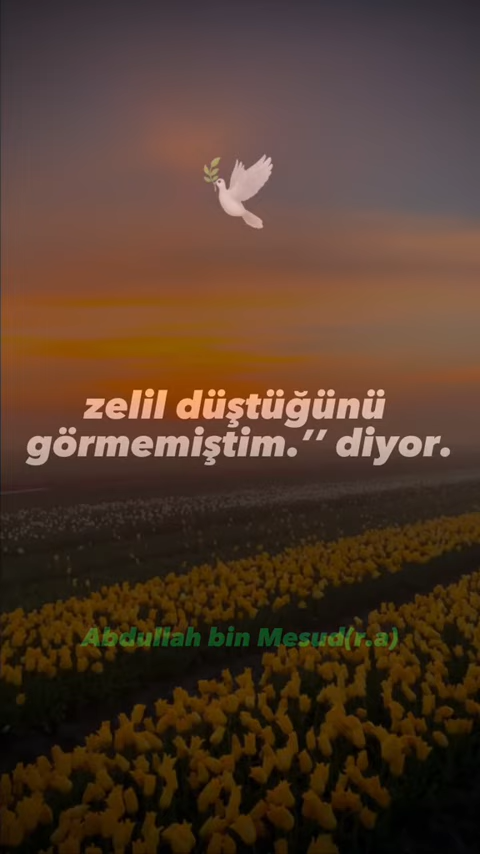 zelil düştüğünü
görmemiştim.’’ diyor.
Abdullah bin Mesud(r.a)